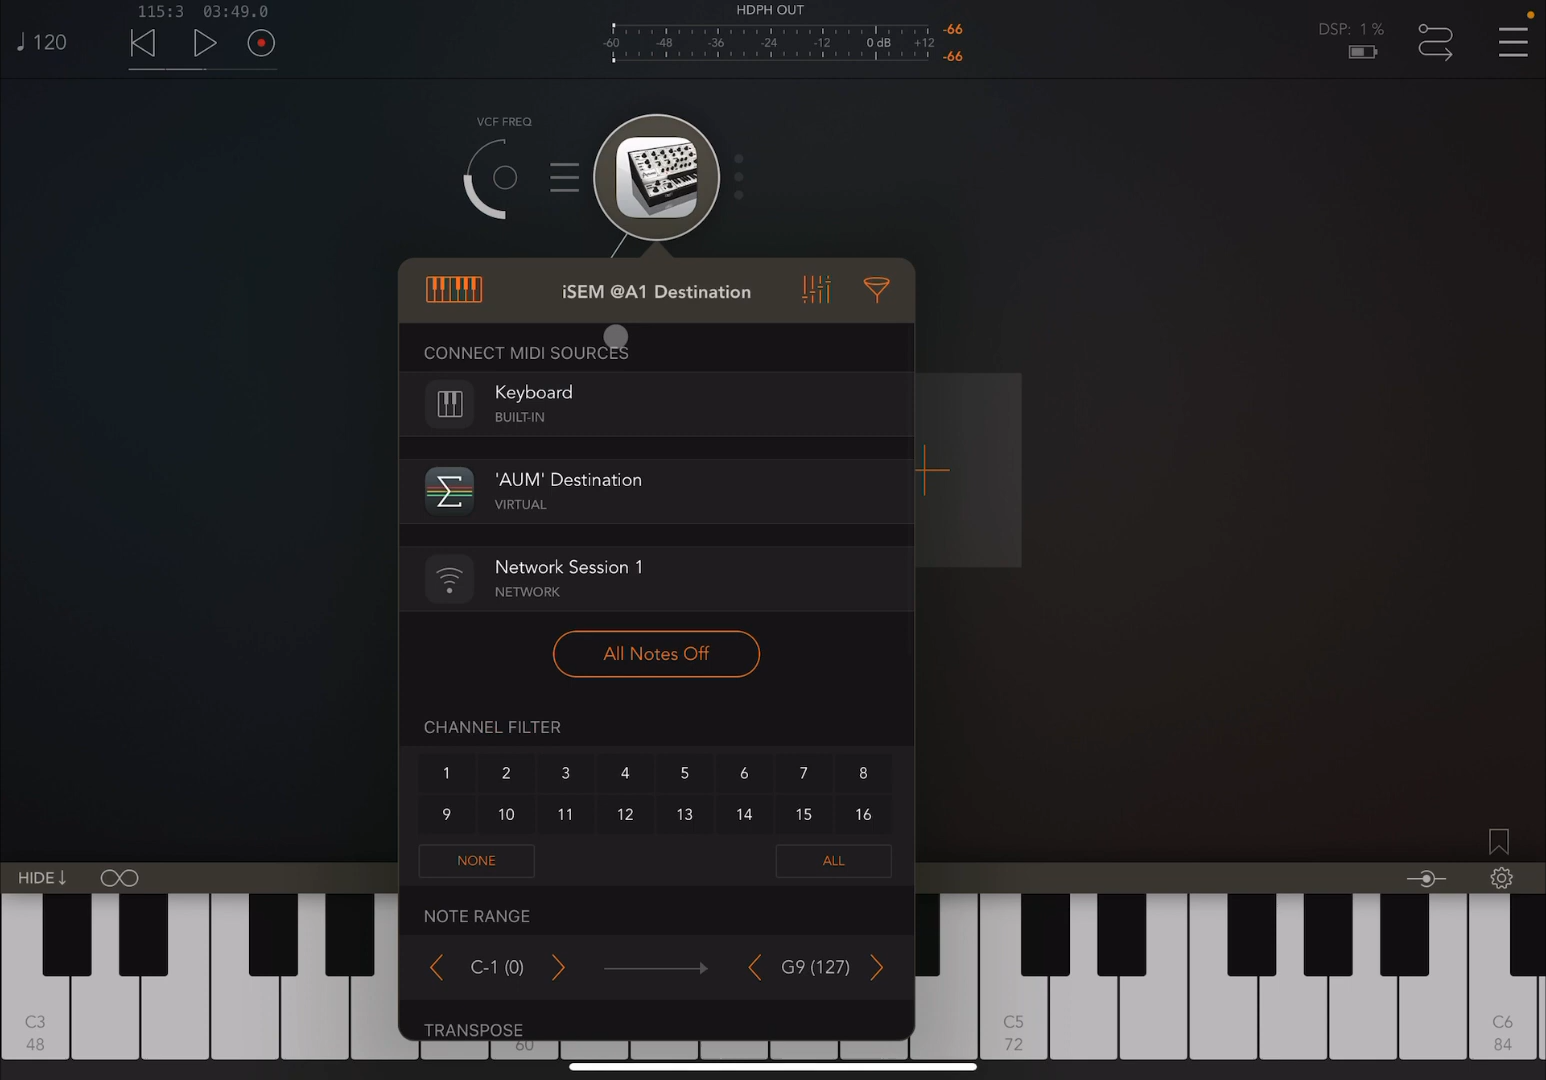 115:3 03:49.0
♩ 120
HDPH OUT
-60 -48 -36 -24 -12 0 dB +12
-66
-66
DSP: 1 %
VCF FREQ
iSEM @A1 Destination
CONNECT MIDI SOURCES
Keyboard
BUILT-IN
'AUM' Destination
VIRTUAL
Network Session 1
NETWORK
All Notes Off
CHANNEL FILTER
1 2 3 4 5 6 7 8
9 10 11 12 13 14 15 16
NONE ALL
NOTE RANGE
C-1 (0) G9 (127)
TRANSPOSE
HIDE↓
C3
48
60
C5
72
C6
84